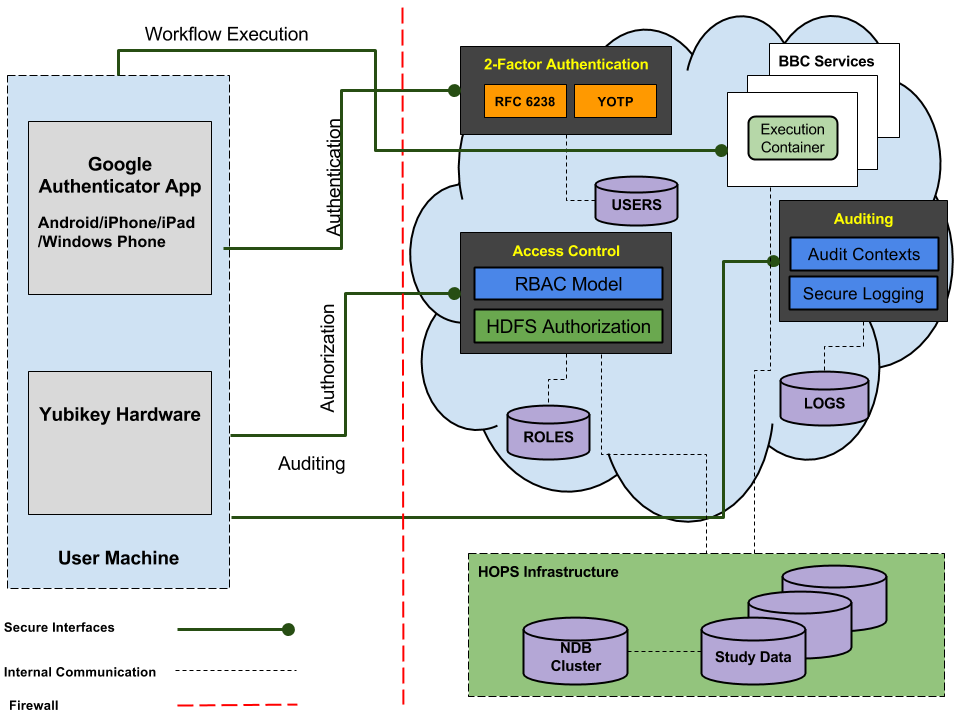 Workflow Execution
Google
Authenticator App
Android/iPhone/iPad
/Windows Phone
Yubikey Hardware
User Machine
Authentication
Authorization
Auditing
2-Factor Authentication
RFC 6238
YOTP
USERS
BBC Services
Execution
Container
Access Control
RBAC Model
HDFS Authorization
ROLES
Auditing
Audit Contexts
Secure Logging
LOGS
HOPS Infrastructure
NDB
Cluster
Study Data
Secure Interfaces
Internal Communication
Firewall